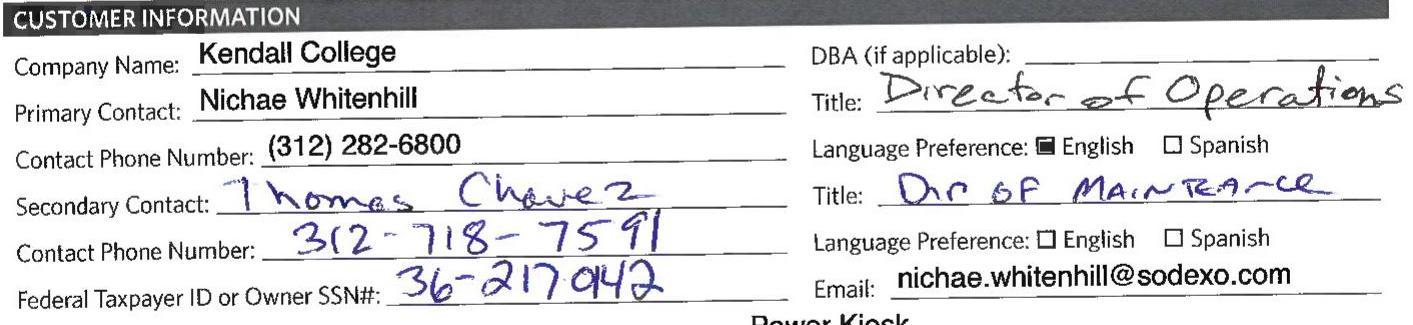 CUSTOMER INFORMATION
Company Name: Kendall College
DBA (if applicable):
Primary Contact: Nichae Whitenhill
Title: Director of Operations
Contact Phone Number: (312) 282-6800
Language Preference: ■ English □ Spanish
Secondary Contact: Thomas Chavez
Title: Dir OF MAINTEANCE
Contact Phone Number: 312-718-7591
Language Preference: □ English □ Spanish
Federal Taxpayer ID or Owner SSN#: 36-2170942
Email: nichae.whitenhill@sodexo.com
Power Kiosk